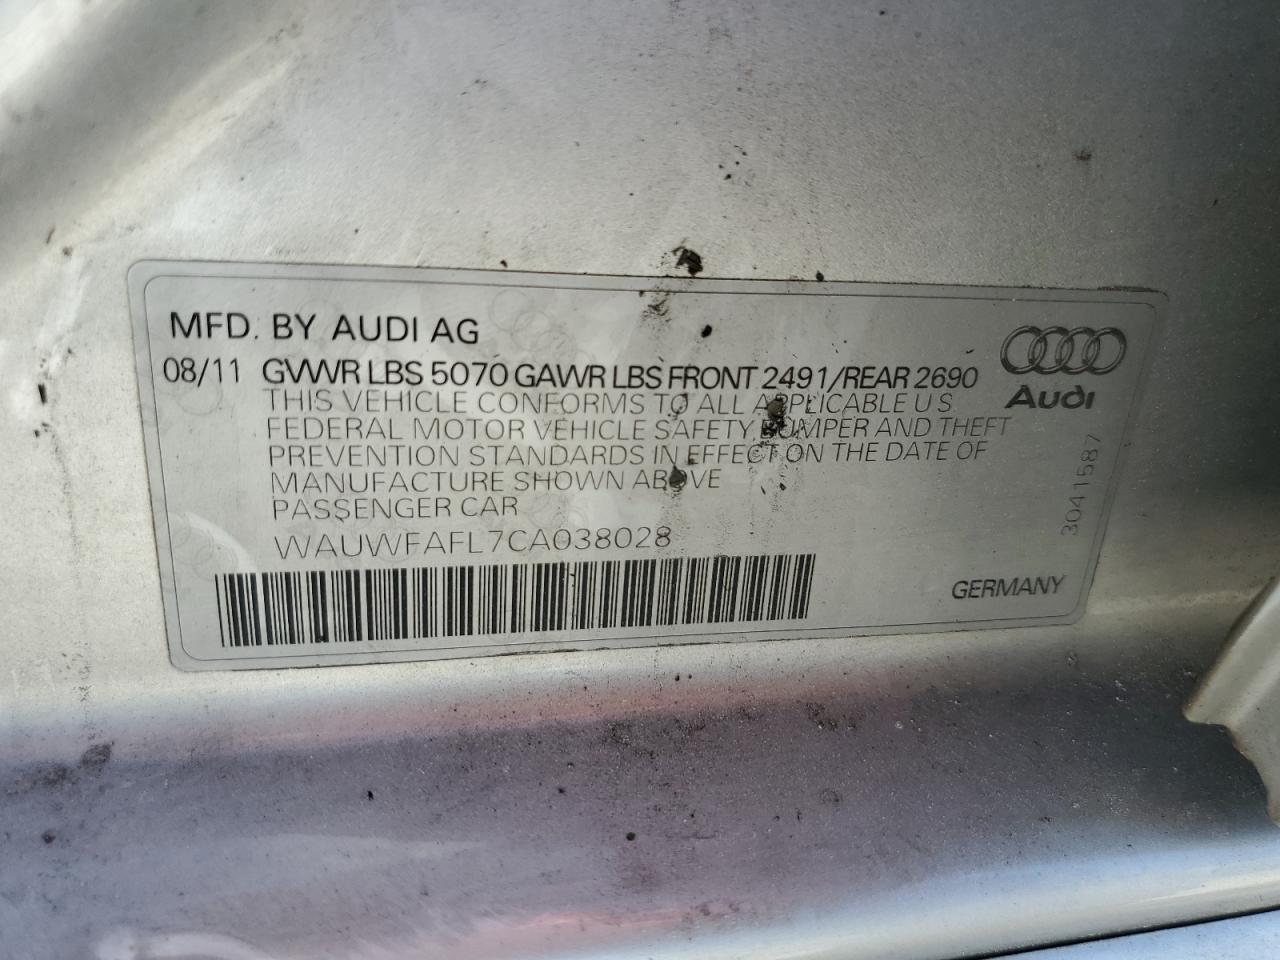 MFD. BY AUDI AG
08/11 GVWR LBS 5070 GAWR LBS FRONT 2491/REAR 2690
THIS VEHICLE CONFORMS TO ALL APPLICABLE U S
FEDERAL MOTOR VEHICLE SAFETY, BUMPER AND THEFT
PREVENTION STANDARDS IN EFFECT ON THE DATE OF
MANUFACTURE SHOWN ABOVE
PASSENGER CAR
WAUWFAFL7CA038028
Audi
3041587
GERMANY